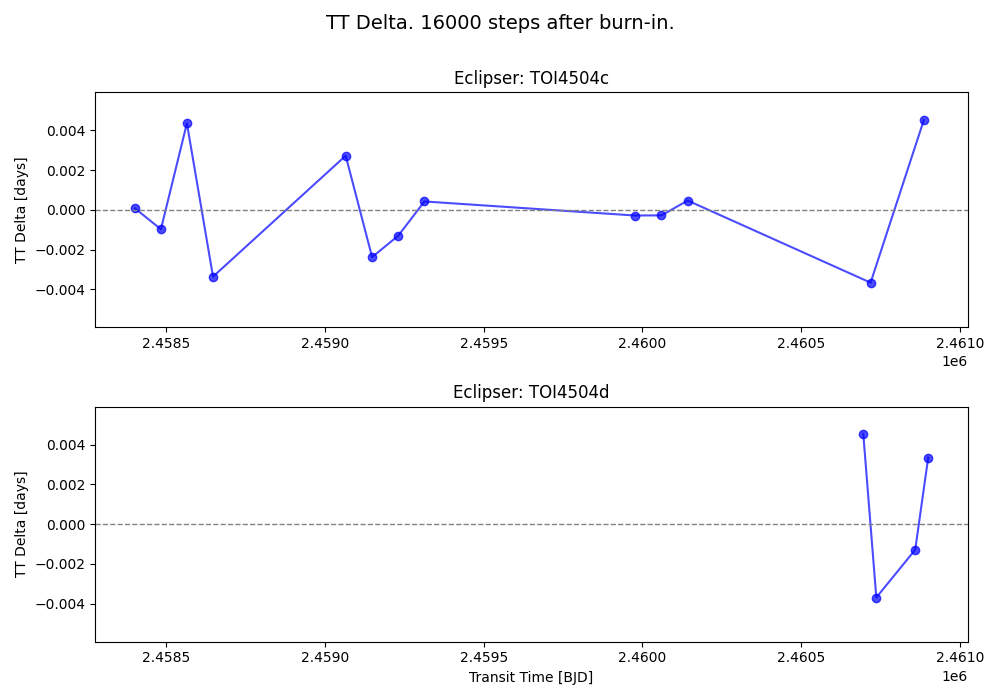 TT Delta. 16000 steps after burn-in.
Eclipser: TOI4504c
TT Delta [days]
0.004
0.002
0.000
−0.002
−0.004
2.4585 2.4590 2.4595 2.4600 2.4605 2.4610
1e6
Eclipser: TOI4504d
TT Delta [days]
0.004
0.002
0.000
−0.002
−0.004
2.4585 2.4590 2.4595 2.4600 2.4605 2.4610
1e6
Transit Time [BJD]